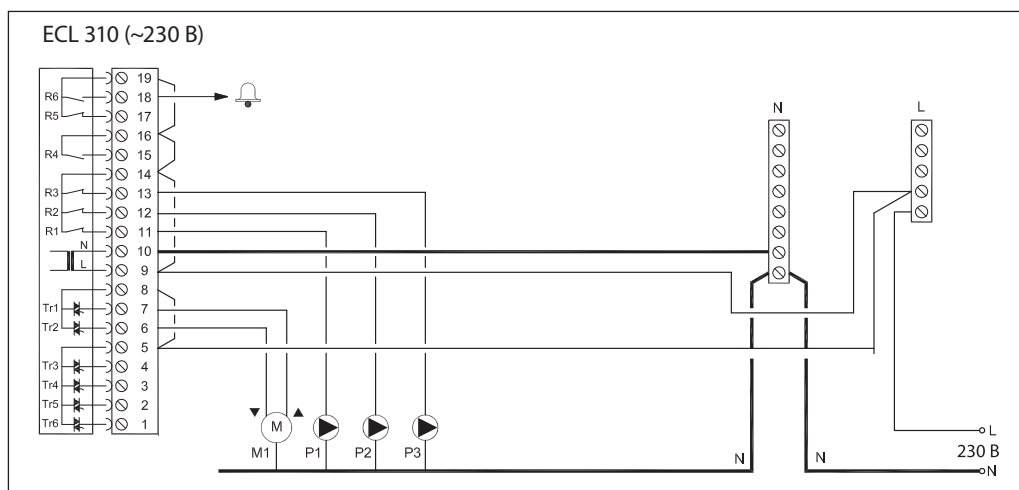 ECL 310 (~230 В)
19
R6 18
R5 17
16
R4 15
14
R3 13
R2 12
R1 11
N 10
L 9
8
Tr1 7
Tr2 6
5
Tr3 4
Tr4 3
Tr5 2
Tr6 1
N
L
M
M1 P1 P2 P3
N N
L
230 В
N